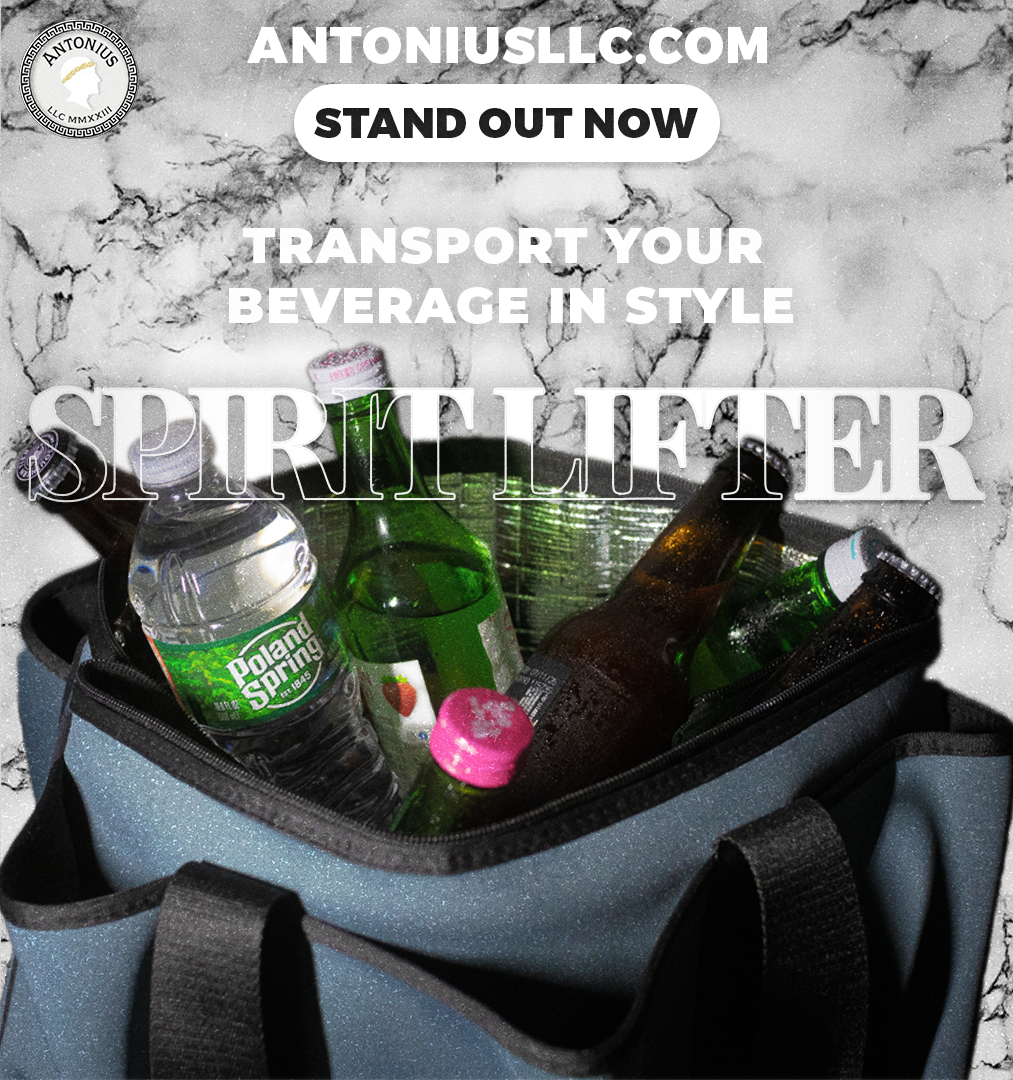 ANTONIUS
LLC MMXXIII
ANTONIUSLLC.COM
STAND OUT NOW
TRANSPORT YOUR
BEVERAGE IN STYLE
SPIRIT LIFTER
Poland
Spring
EST. 1845